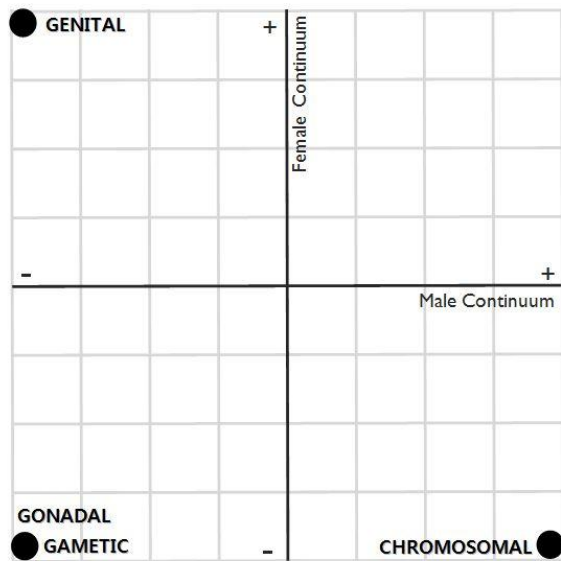 GENITAL
+
Female Continuum
-
+
Male Continuum
GONADAL
GAMETIC
-
CHROMOSOMAL